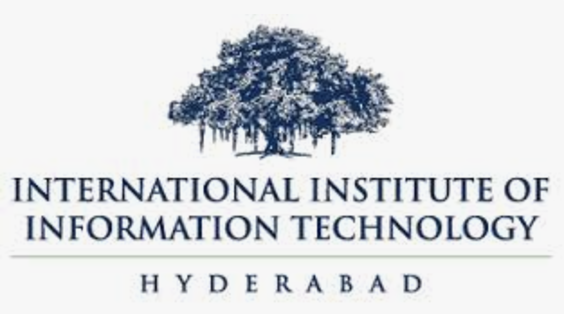 INTERNATIONAL INSTITUTE OF
INFORMATION TECHNOLOGY
HYDERABAD